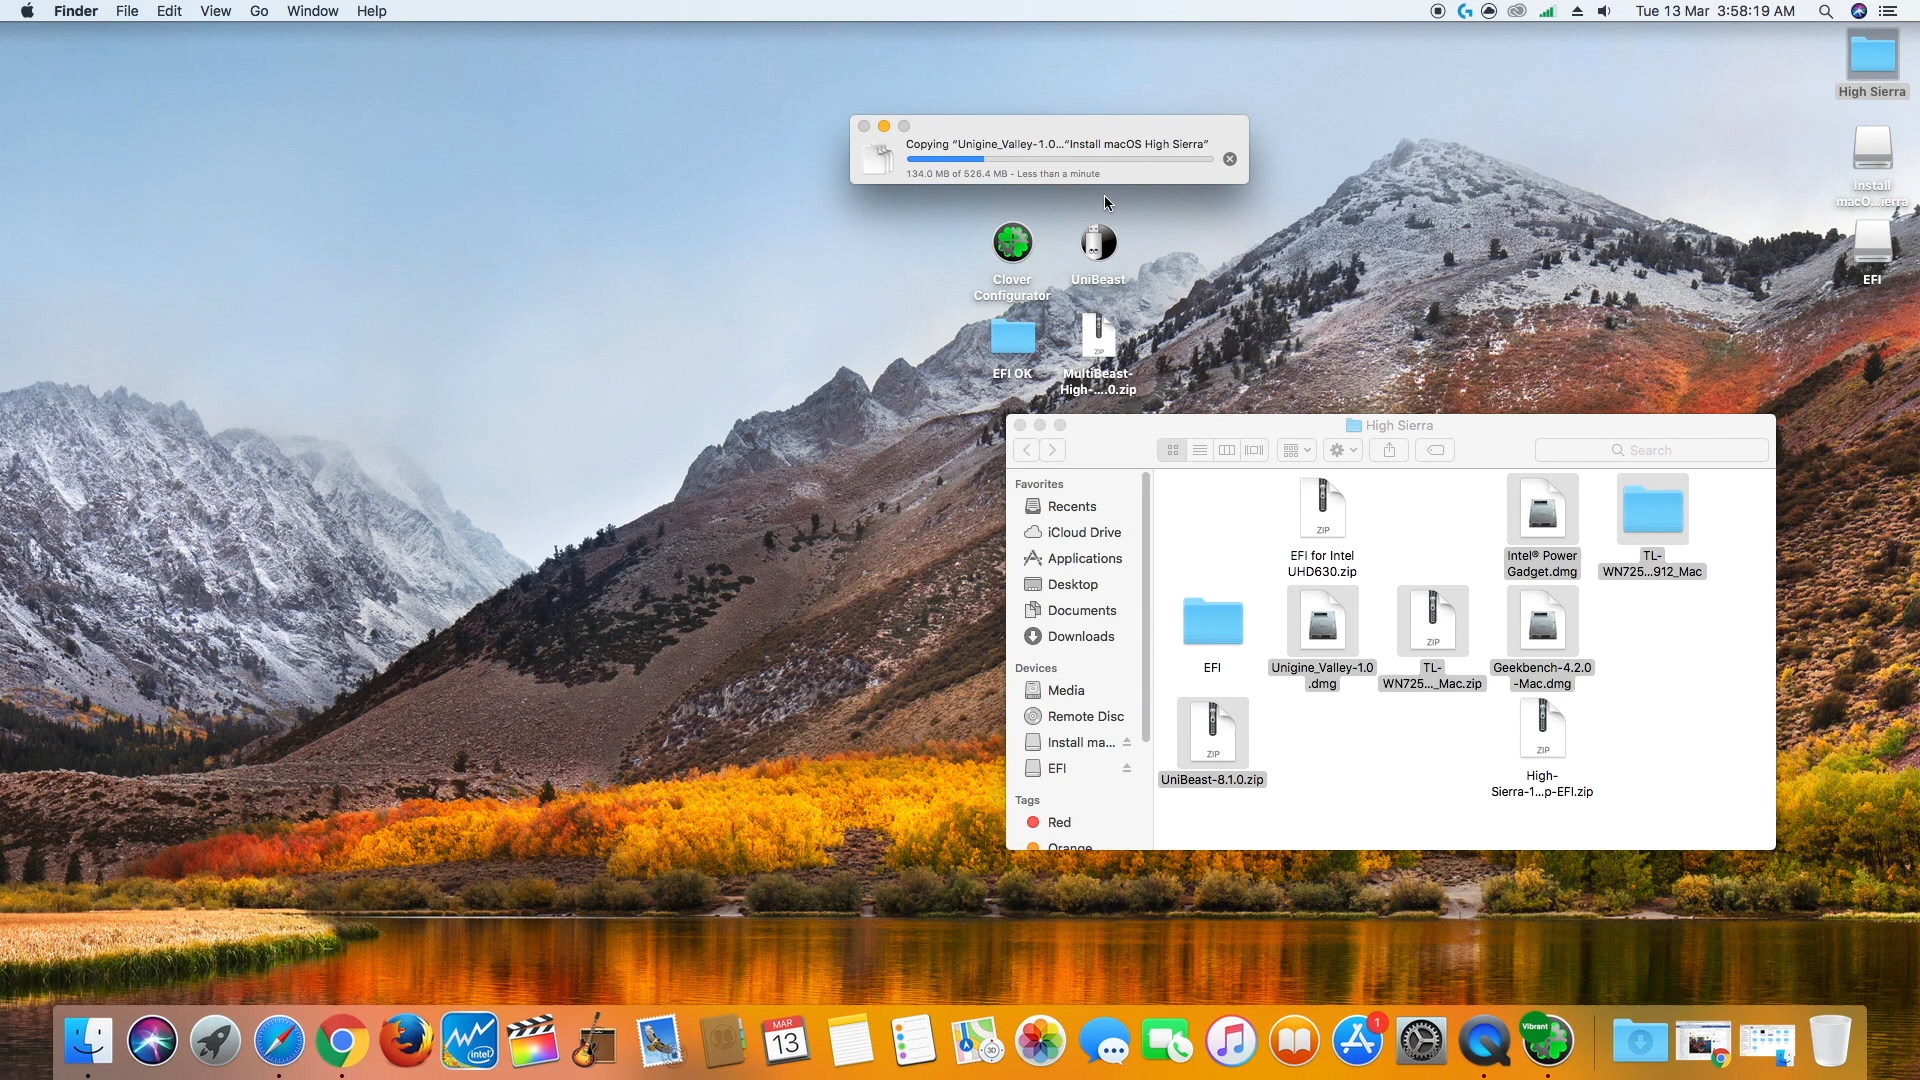 Finder File Edit View Go Window Help
Tue 13 Mar 3:58:19 AM
High Sierra
Install
macO...ierra
EFI
Copying “Unigine_Valley-1.0...“Install macOS High Sierra”
134.0 MB of 526.4 MB - Less than a minute
Clover
Configurator
UniBeast
EFI OK
ZIP
MultiBeast-
High-....0.zip
High Sierra
Search
Favorites
Recents
iCloud Drive
Applications
Desktop
Documents
Downloads
Devices
Media
Remote Disc
Install ma...
EFI
Tags
Red
Orange
ZIP
EFI for Intel
UHD630.zip
Intel® Power
Gadget.dmg
TL-
WN725...912_Mac
EFI
Unigine_Valley-1.0
.dmg
ZIP
TL-
WN725..._Mac.zip
Geekbench-4.2.0
-Mac.dmg
ZIP
UniBeast-8.1.0.zip
ZIP
High-
Sierra-1...p-EFI.zip
intel
MAR
13
3D
1
Vibrant